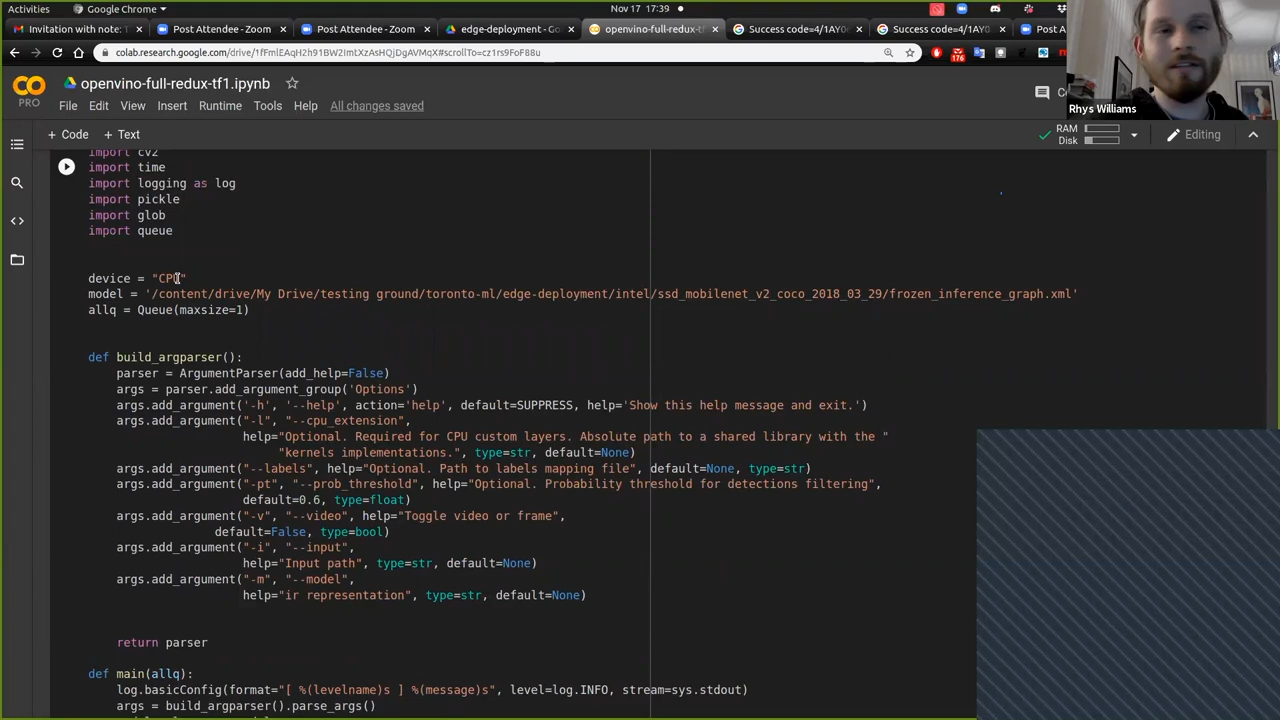 Activities
Google Chrome
Nov 17 17:39
Invitation with note: T
Post Attendee - Zoom
Post Attendee - Zoom
edge-deployment - Go
openvino-full-redux-tf
Success code=4/1AY0
Success code=4/1AY0
Post A
colab.research.google.com/drive/
176
PRO
openvino-full-redux-tf1.ipynb
File Edit View Insert Runtime Tools Help All changes saved
Co
Rhys Williams
+ Code + Text
RAM
Disk
Editing
import cv2
import time
import logging as log
import pickle
import glob
import queue
device = "CPU"
model = '/content/drive/My Drive/testing ground/toronto-ml/edge-deployment/intel/ssd_mobilenet_v2_coco_2018_03_29/frozen_inference_graph.xml'
allq = Queue(maxsize=1)
def build_argparser():
parser = ArgumentParser(add_help=False)
args = parser.add_argument_group('Options')
args.add_argument('-h', '--help', action='help', default=SUPPRESS, help='Show this help message and exit.')
args.add_argument("-l", "--cpu_extension",
help="Optional. Required for CPU custom layers. Absolute path to a shared library with the "
"kernels implementations.", type=str, default=None)
args.add_argument("--labels", help="Optional. Path to labels mapping file", default=None, type=str)
args.add_argument("-pt", "--prob_threshold", help="Optional. Probability threshold for detections filtering",
default=0.6, type=float)
args.add_argument("-v", "--video", help="Toggle video or frame",
default=False, type=bool)
args.add_argument("-i", "--input",
help="Input path", type=str, default=None)
args.add_argument("-m", "--model",
help="ir representation", type=str, default=None)
return parser
def main(allq):
log.basicConfig(format="[ %(levelname)s ] %(message)s", level=log.INFO, stream=sys.stdout)
args = build_argparser().parse_args()